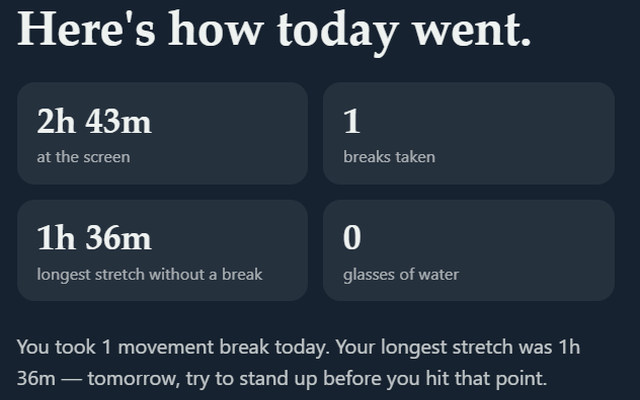 Here's how today went.
2h 43m
at the screen
1
breaks taken
1h 36m
longest stretch without a break
0
glasses of water
You took 1 movement break today. Your longest stretch was 1h
36m — tomorrow, try to stand up before you hit that point.